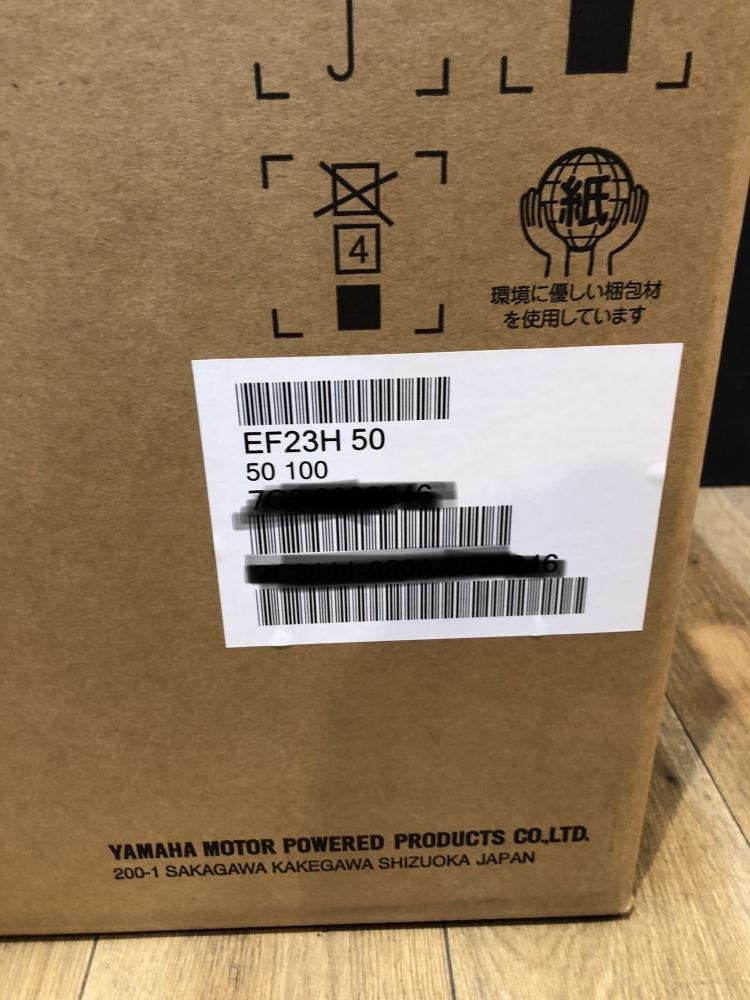 4
紙
環境に優しい梱包材
を使用しています
EF23H 50
50 100
YAMAHA MOTOR POWERED PRODUCTS CO.,LTD.
200-1 SAKAGAWA KAKEGAWA SHIZUOKA JAPAN